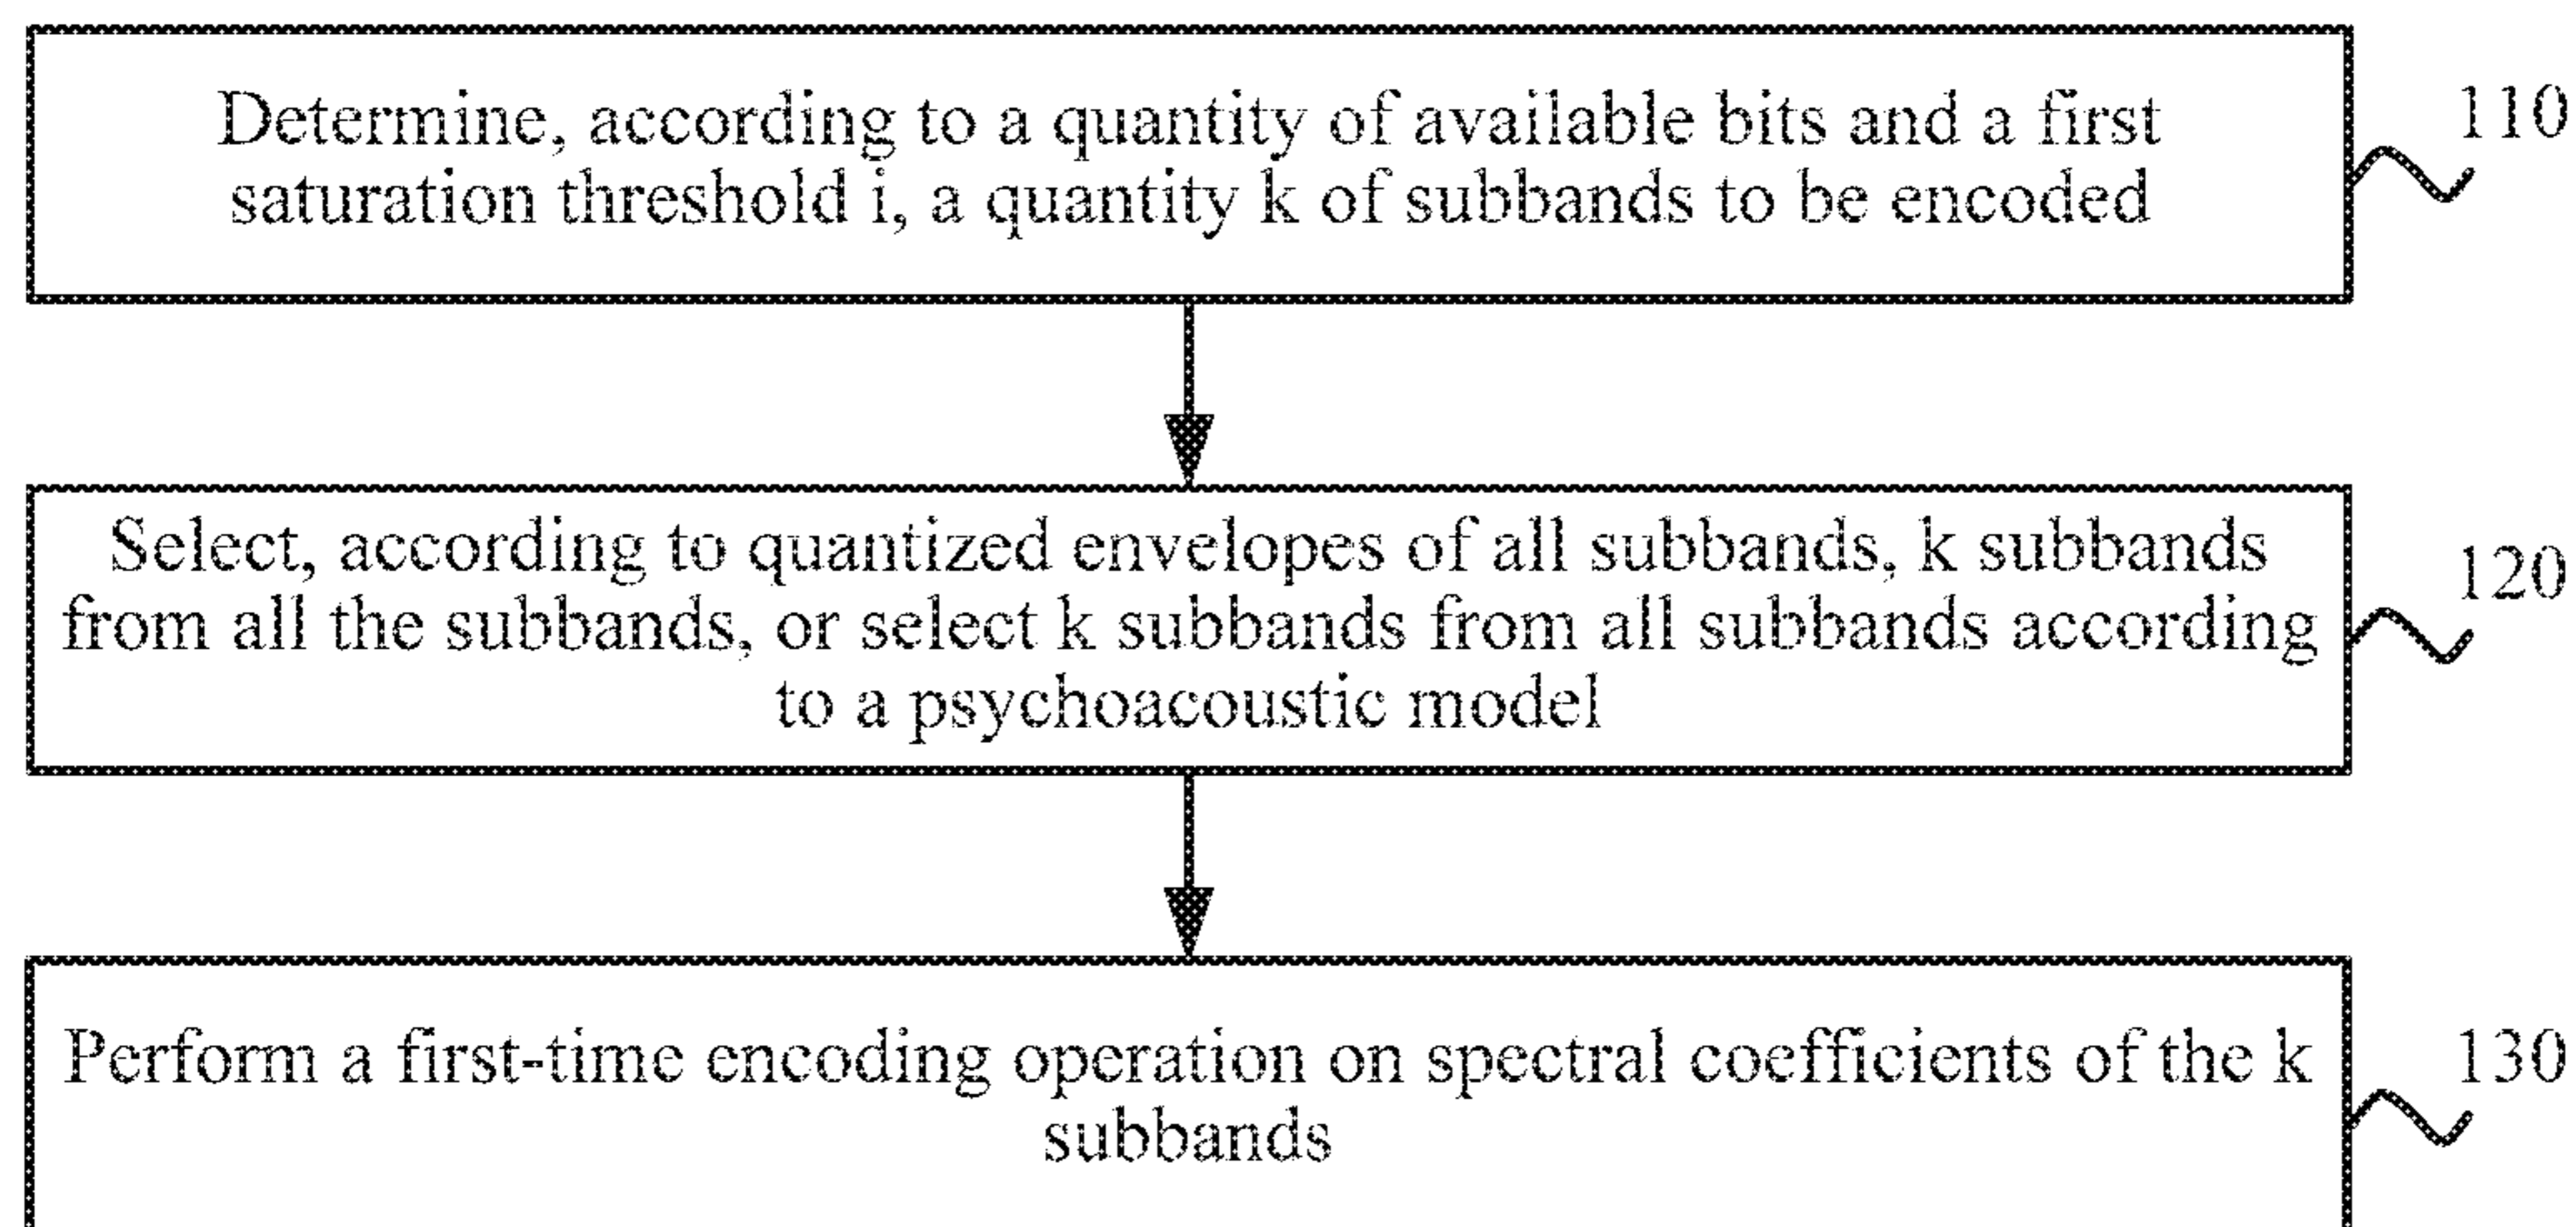 Determine, according to a quantity of available bits and a first
saturation threshold i, a quantity k of subbands to be encoded
110
Select, according to quantized envelopes of all subbands, k subbands
from all the subbands, or select k subbands from all subbands according
to a psychoacoustic model
120
Perform a first-time encoding operation on spectral coefficients of the k
subbands
130